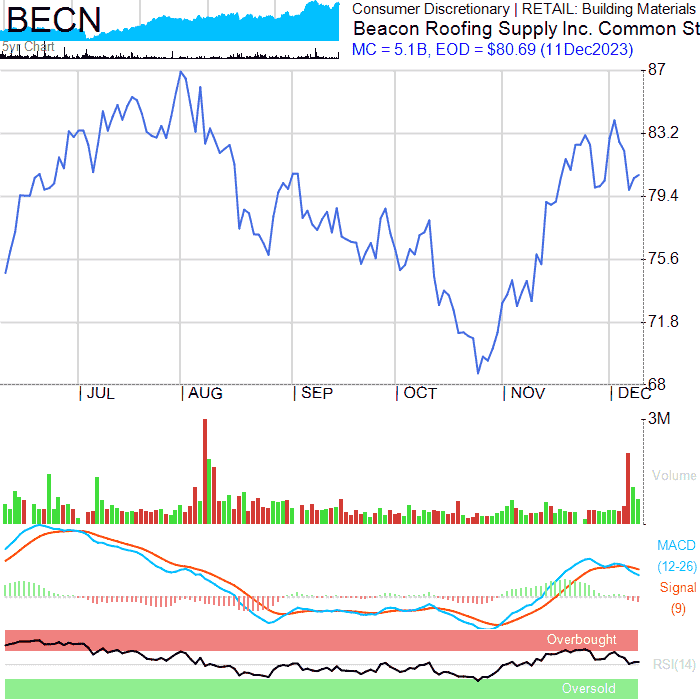 BECN
5yr Chart
Consumer Discretionary | RETAIL: Building Materials
Beacon Roofing Supply Inc. Common St
MC = 5.1B, EOD = $80.69 (11Dec2023)
87
83.2
79.4
75.6
71.8
68
JUL AUG SEP OCT NOV DEC
3M
Volume
MACD
(12-26)
Signal
(9)
Overbought
RSI(14)
Oversold